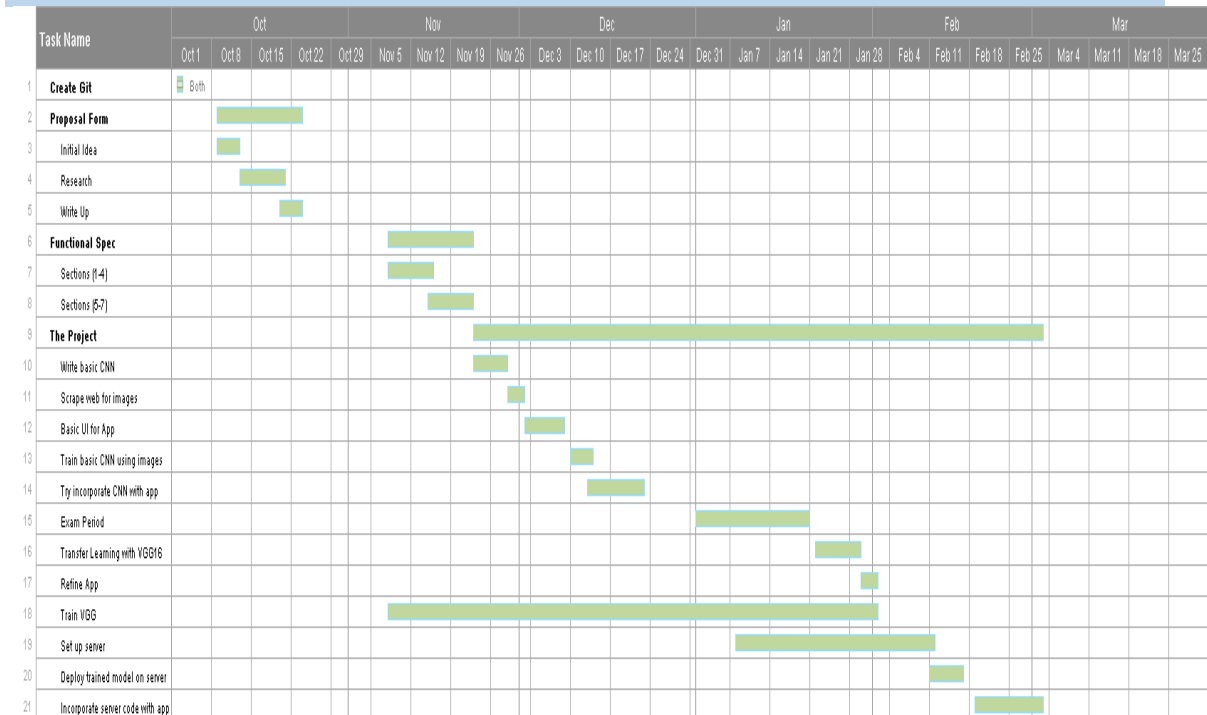 Oct Nov Dec Jan Feb Mar
Task Name
Oct 1 Oct 8 Oct 15 Oct 22 Oct 29 Nov 5 Nov 12 Nov 19 Nov 26 Dec 3 Dec 10 Dec 17 Dec 24 Dec 31 Jan 7 Jan 14 Jan 21 Jan 28 Feb 4 Feb 11 Feb 18 Feb 25 Mar 4 Mar 11 Mar 18 Mar 25
1 Create Git Both
2 Proposal Form
3 Initial Idea
4 Research
5 Write Up
6 Functional Spec
7 Sections (1-4)
8 Sections (5-7)
9 The Project
10 Write basic CNN
11 Scrape web for images
12 Basic UI for App
13 Train basic CNN using images
14 Try incorporate CNN with app
15 Exam Period
16 Transfer Learning with VGG16
17 Refine App
18 Train VGG
19 Set up server
20 Deploy trained model on server
21 Incorporate server code with app